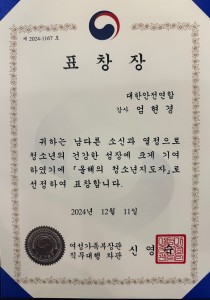 제 2024-1167 호
표창장
대한안전연합
강사 엄현경
귀하는 남다른 소신과 열정으로
청소년의 건강한 성장에 크게 기여
하였기에 「올해의 청소년지도자」로
선정하여 표창합니다.
2024년 12월 11일
여성가족부장관
직무대행 차관 신영숙